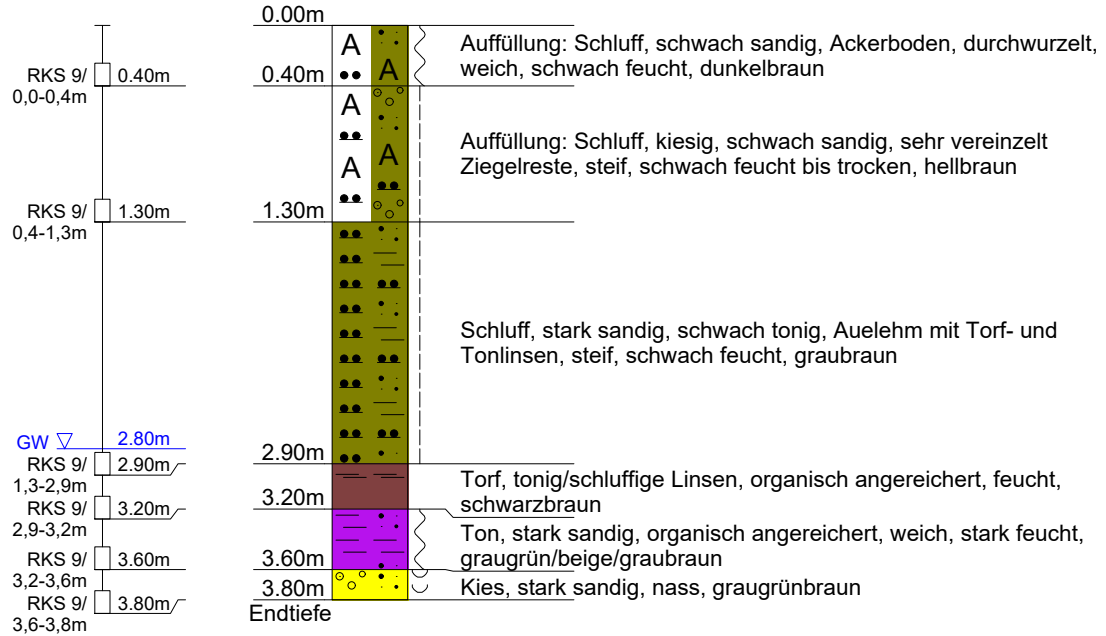 0.00m
A
A
Auffüllung: Schluff, schwach sandig, Ackerboden, durchwurzelt,
weich, schwach feucht, dunkelbraun
RKS 9/
0,0-0,4m
0.40m
0.40m
A
A
A
Auffüllung: Schluff, kiesig, schwach sandig, sehr vereinzelt
Ziegelreste, steif, schwach feucht bis trocken, hellbraun
RKS 9/
0,4-1,3m
1.30m
1.30m
Schluff, stark sandig, schwach tonig, Auelehm mit Torf- und
Tonlinsen, steif, schwach feucht, graubraun
GW 2.80m
RKS 9/
1,3-2,9m
2.90m
2.90m
Torf, tonig/schluffige Linsen, organisch angereichert, feucht,
schwarzbraun
RKS 9/
2,9-3,2m
3.20m
3.20m
Ton, stark sandig, organisch angereichert, weich, stark feucht,
graugrün/beige/graubraun
RKS 9/
3,2-3,6m
3.60m
3.60m
Kies, stark sandig, nass, graugrünbraun
RKS 9/
3,6-3,8m
3.80m
3.80m
Endtiefe